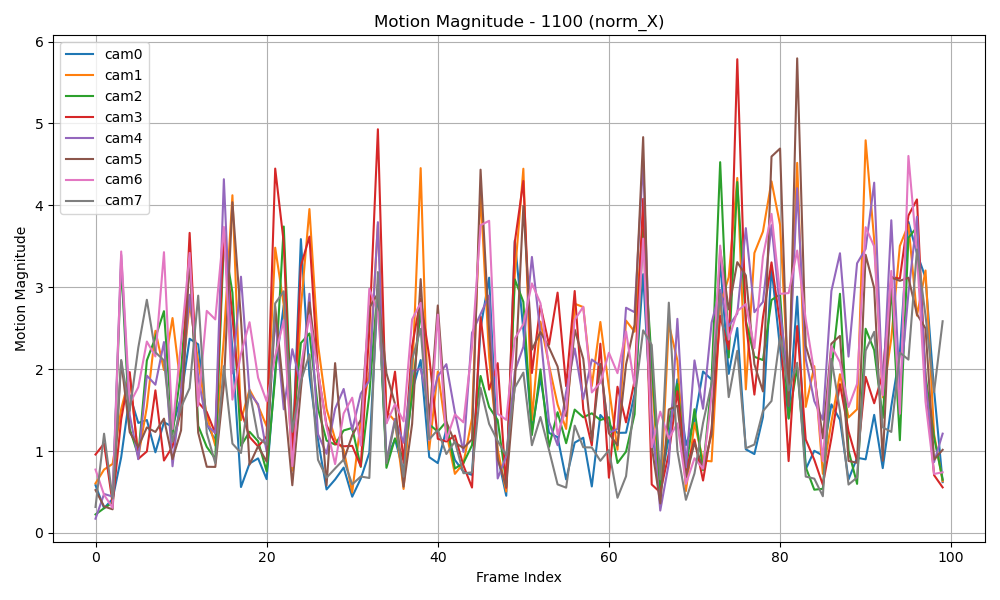 Motion Magnitude - 1100 (norm_X)
6
5
4
3
2
1
0
Motion Magnitude
cam0
cam1
cam2
cam3
cam4
cam5
cam6
cam7
0 20 40 60 80 100
Frame Index